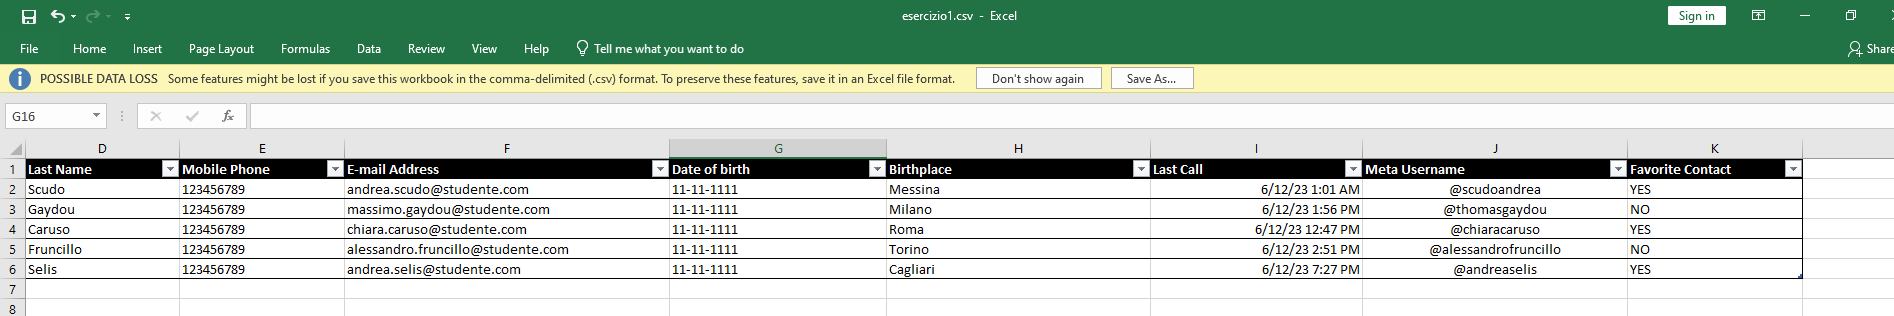 esercizio1.csv - Excel
Sign in
File Home Insert Page Layout Formulas Data Review View Help Tell me what you want to do Share
POSSIBLE DATA LOSS Some features might be lost if you save this workbook in the comma-delimited (.csv) format. To preserve these features, save it in an Excel file format. Don't show again Save As...
G16 fx
D E F G H I J K
1 Last Name Mobile Phone E-mail Address Date of birth Birthplace Last Call Meta Username Favorite Contact
2 Scudo 123456789 andrea.scudo@studente.com 11-11-1111 Messina 6/12/23 1:01 AM @scudoandrea YES
3 Gaydou 123456789 massimo.gaydou@studente.com 11-11-1111 Milano 6/12/23 1:56 PM @thomasgaydou NO
4 Caruso 123456789 chiara.caruso@studente.com 11-11-1111 Roma 6/12/23 12:47 PM @chiaracaruso YES
5 Fruncillo 123456789 alessandro.fruncillo@studente.com 11-11-1111 Torino 6/12/23 2:51 PM @alessandrofruncillo NO
6 Selis 123456789 andrea.selis@studente.com 11-11-1111 Cagliari 6/12/23 7:27 PM @andreaselis YES
7
8